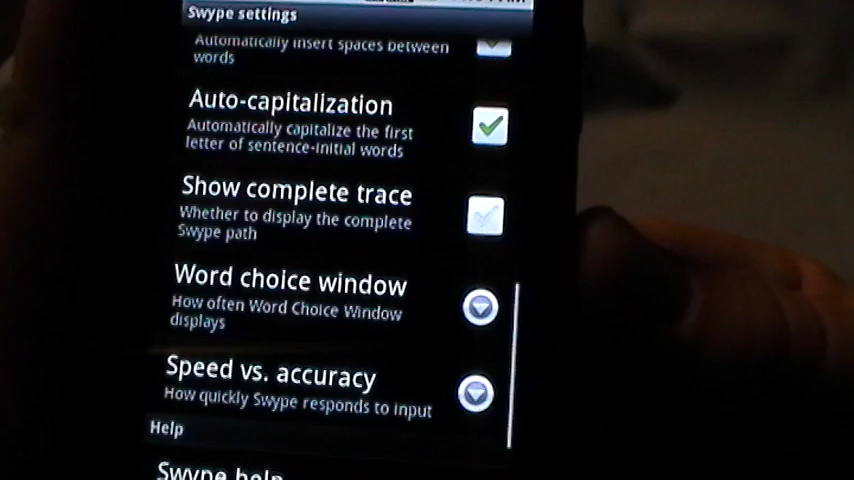 Swype settings
Automatically insert spaces between
words
Auto-capitalization
Automatically capitalize the first
letter of sentence-initial words
Show complete trace
Whether to display the complete
Swype path
Word choice window
How often Word Choice Window
displays
Speed vs. accuracy
How quickly Swype responds to input
Help
Swype help